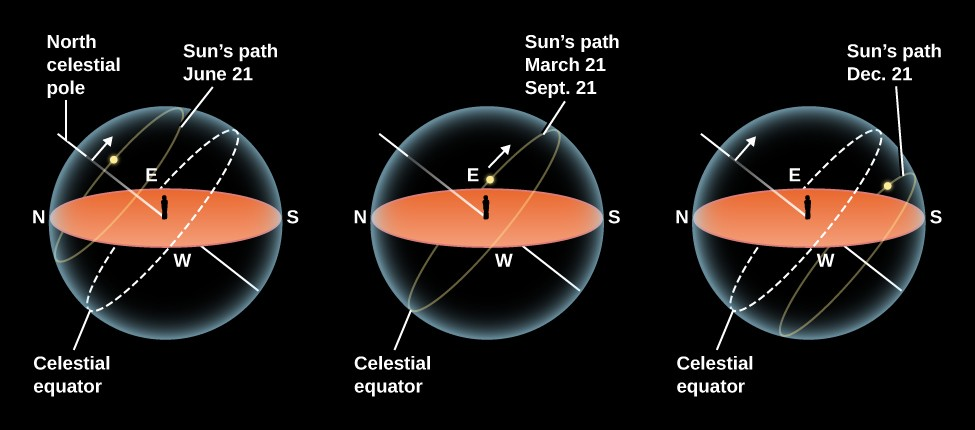 North
celestial
pole
Sun’s path
June 21
E
N
S
W
Celestial
equator
Sun’s path
March 21
Sept. 21
E
N
S
W
Celestial
equator
Sun’s path
Dec. 21
E
N
S
W
Celestial
equator